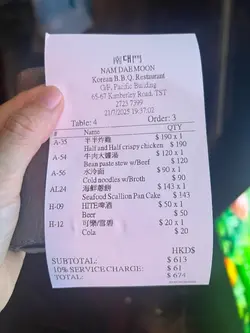 南大門
NAM DAEMOON
Korean B.B.Q. Restaurant
G/F, Pacific Building
65-67 Kimberley Road, TST
2723 7399
21/7/2025 19:37:02
Table: 4 Order: 3
# Name QTY
A-35 半半炸雞 $ 190 x 1
Half and Half crispy chicken $ 190
A-54 牛肉大醬湯 $ 120 x 1
Bean paste stew w/Beef $ 120
A-56 水冷面 $ 90 x 1
Cold noodles w/Broth $ 90
AL24 海鮮蔥餅 $ 143 x 1
Seafood Scallion Pan Cake $ 143
H-09 HITE啤酒 $ 50 x 1
Beer $ 50
H-12 可樂/雪碧 $ 20 x 1
Cola $ 20
HKD$
SUBTOTAL: $ 613
10% SERVICE CHARGE: $ 61
TOTAL: $ 674